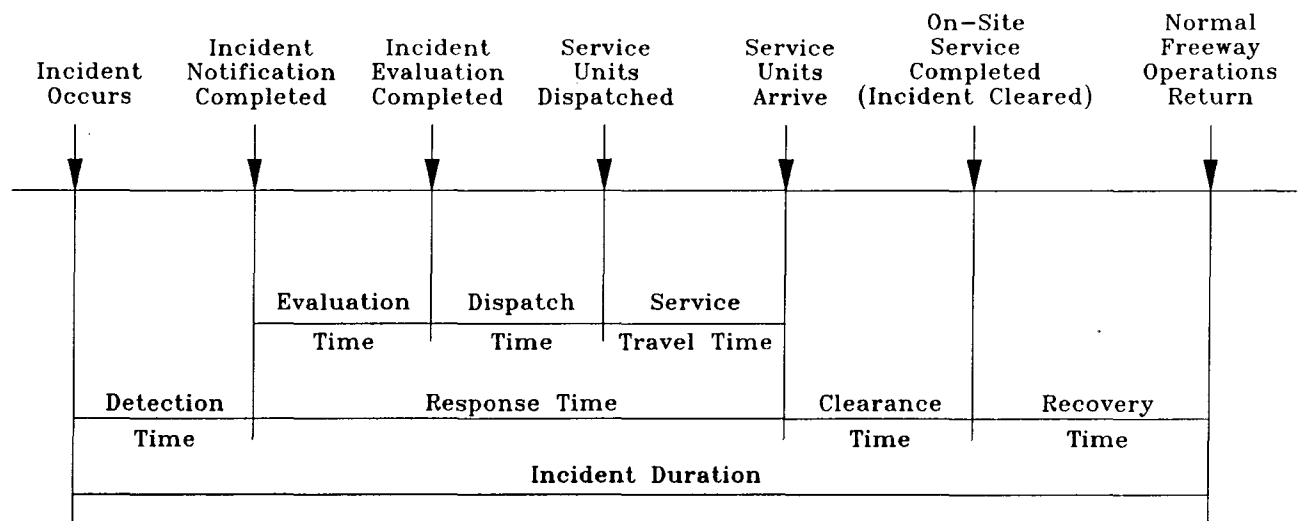 Incident
Occurs
Incident
Notification
Completed
Incident
Evaluation
Completed
Service
Units
Dispatched
Service
Units
Arrive
On-Site
Service
Completed
(Incident Cleared)
Normal
Freeway
Operations
Return
Evaluation
Time
Dispatch
Time
Service
Travel Time
Detection
Time
Response Time
Clearance
Time
Recovery
Time
Incident Duration